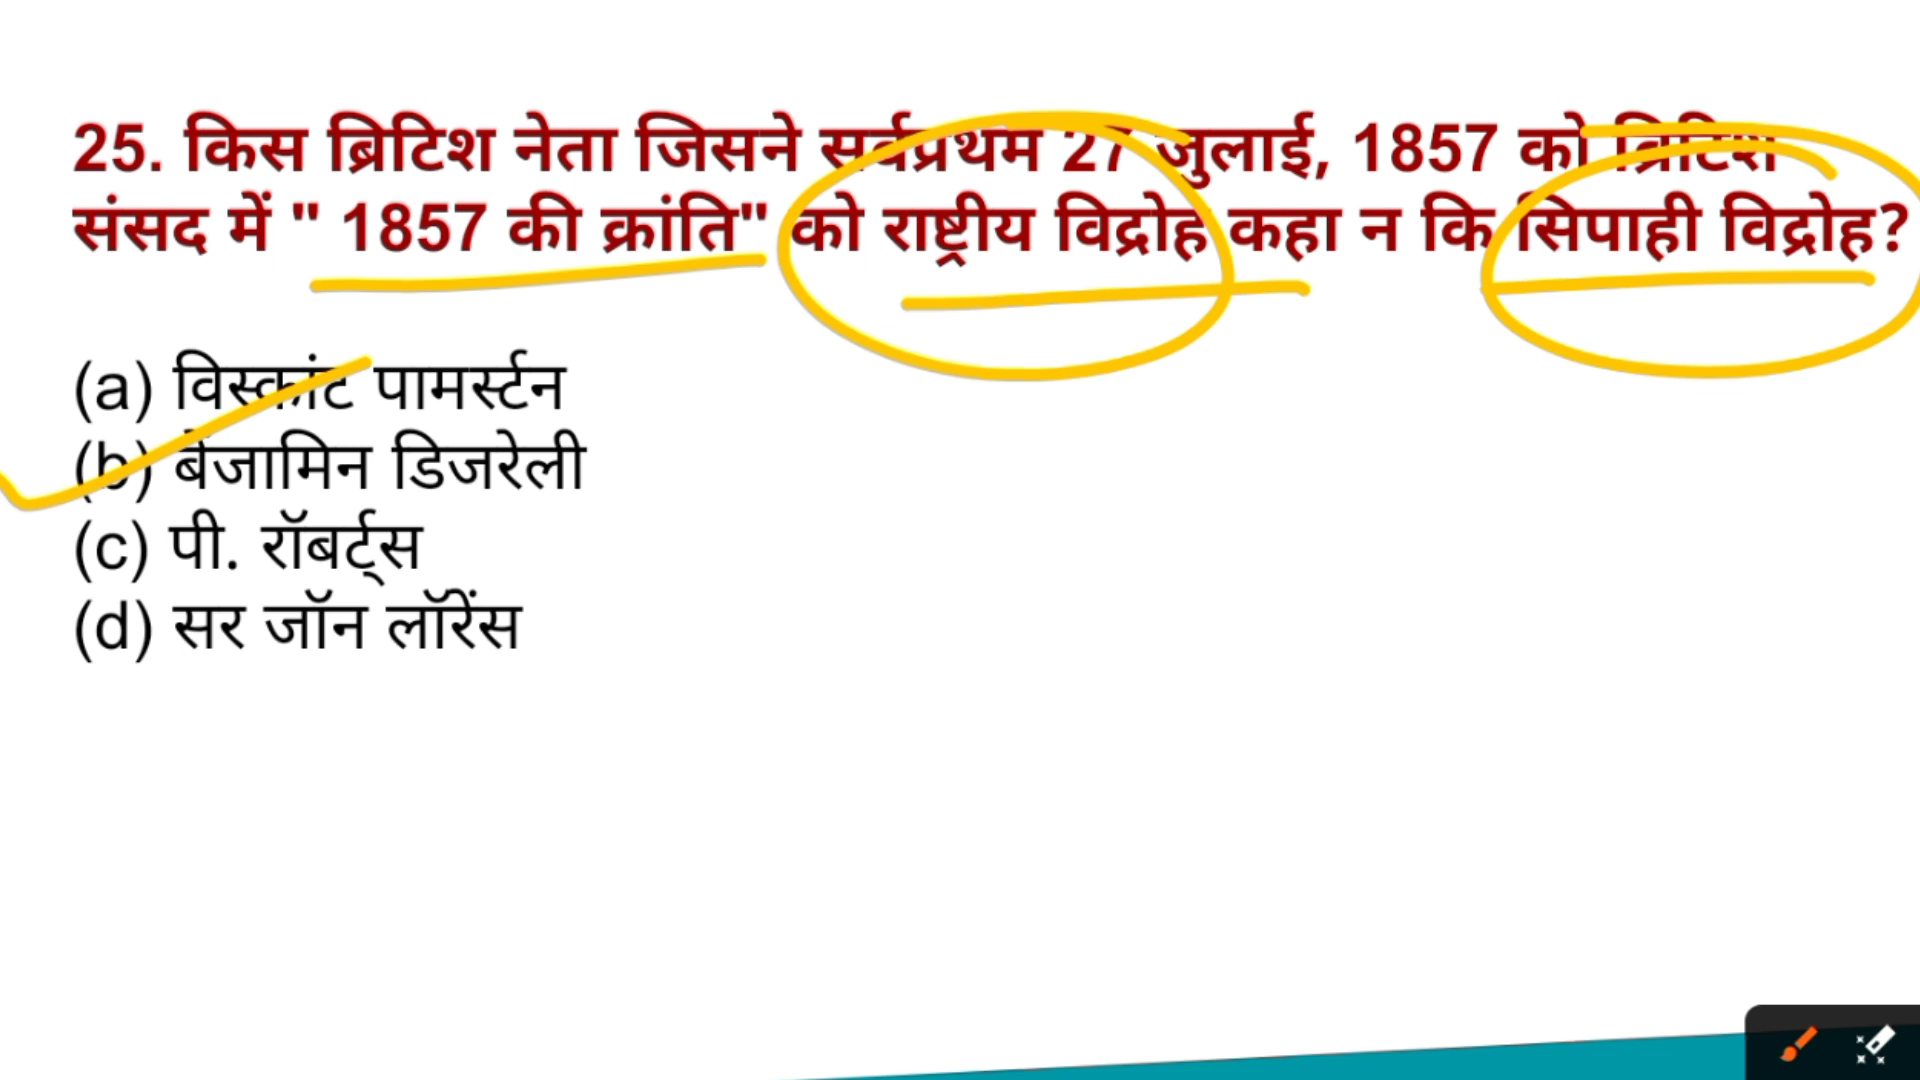 25. किस ब्रिटिश नेता जिसने सर्वप्रथम 27 जुलाई, 1857 को ब्रिटिश
संसद में " 1857 की क्रांति" को राष्ट्रीय विद्रोह कहा न कि सिपाही विद्रोह?
(a) विस्कांट पामर्स्टन
(b) बेंजामिन डिजरेली
(c) पी. रॉबर्ट्स
(d) सर जॉन लॉरेंस